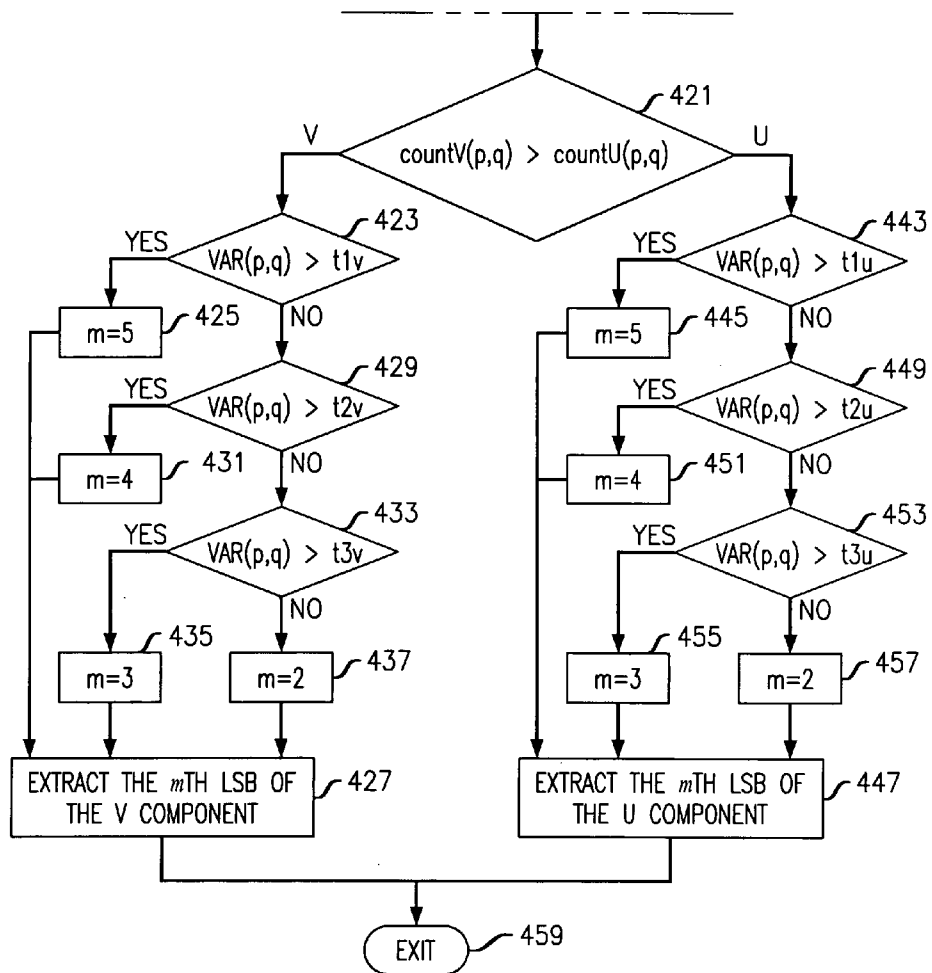 421
V
U
countV(p,q) > countU(p,q)
423
443
YES
VAR(p,q) > t1v
YES
VAR(p,q) > t1u
m=5
425
NO
m=5
445
NO
429
449
YES
VAR(p,q) > t2v
YES
VAR(p,q) > t2u
m=4
431
NO
m=4
451
NO
433
453
YES
VAR(p,q) > t3v
YES
VAR(p,q) > t3u
NO
NO
435
455
m=3
m=2
437
m=3
m=2
457
EXTRACT THE mTH LSB OF
THE V COMPONENT
427
EXTRACT THE mTH LSB OF
THE U COMPONENT
447
EXIT
459